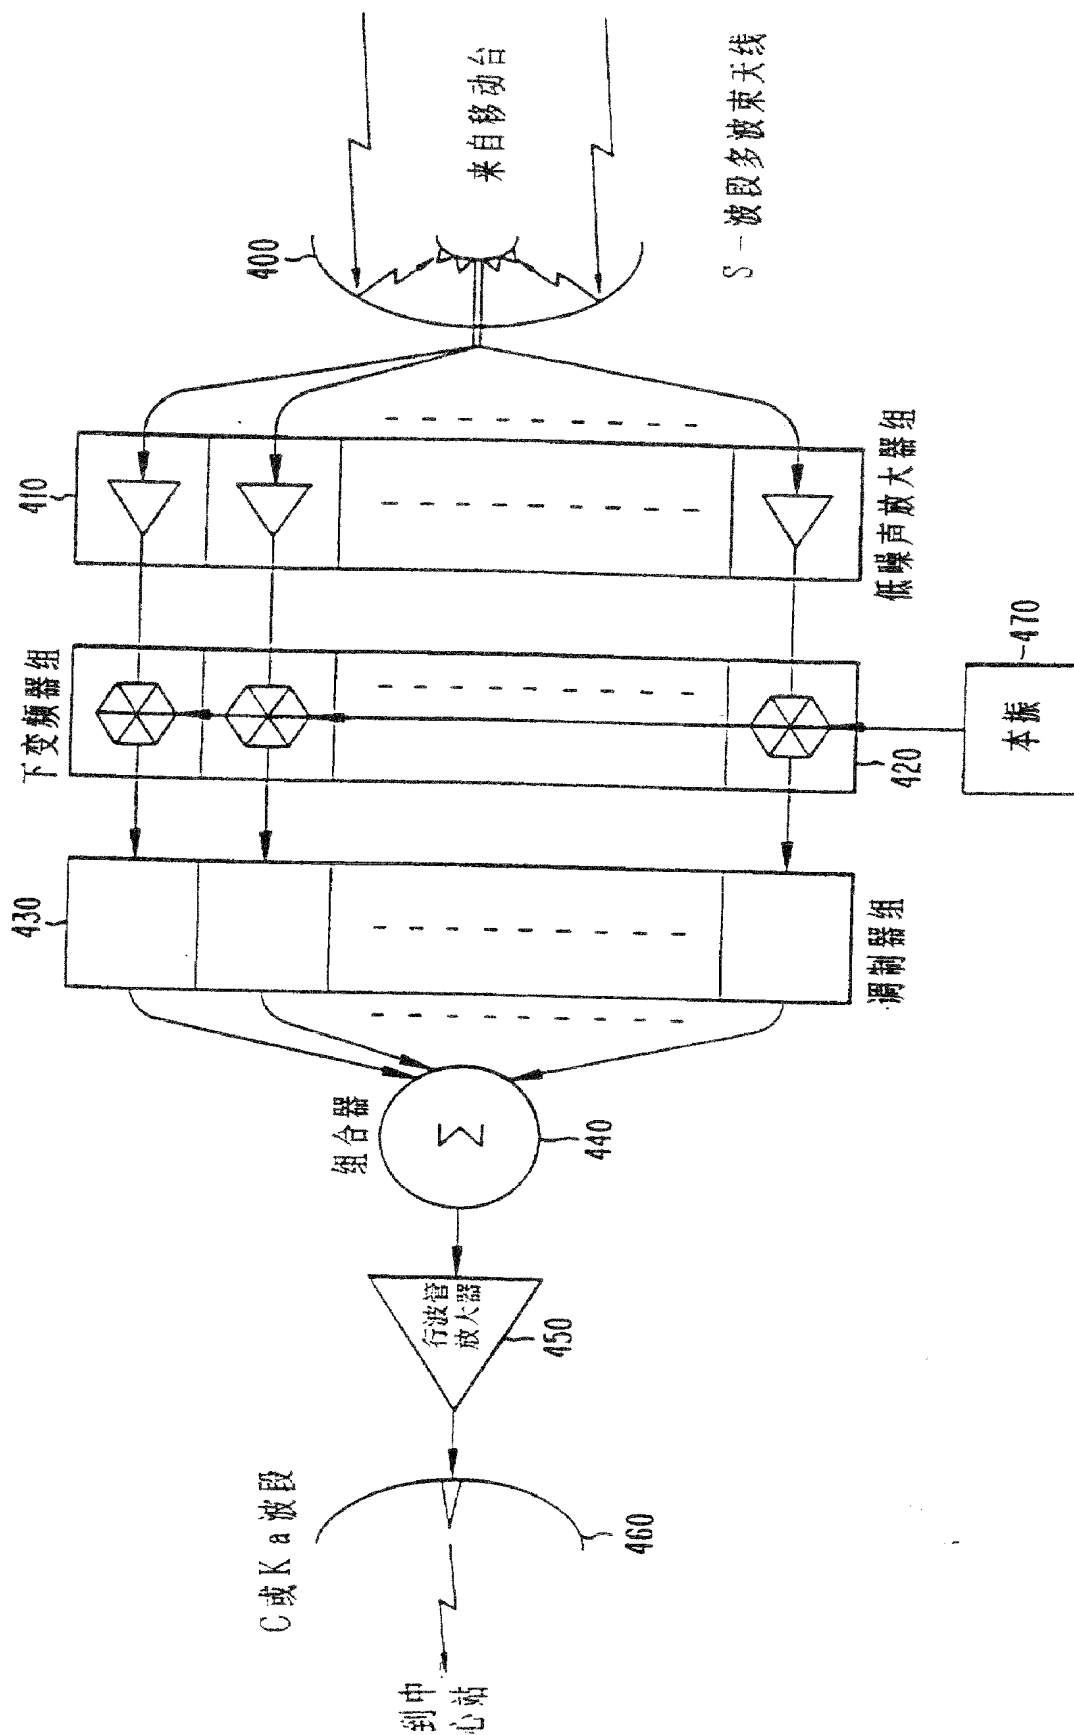 C或Ka波段
到中
心站
460
行波管
放大器
450
组合器
Σ
440
430
调制器组
下变频器组
420
本振
470
410
低噪声放大器组
400
来自移动台
S-波段多波束天线